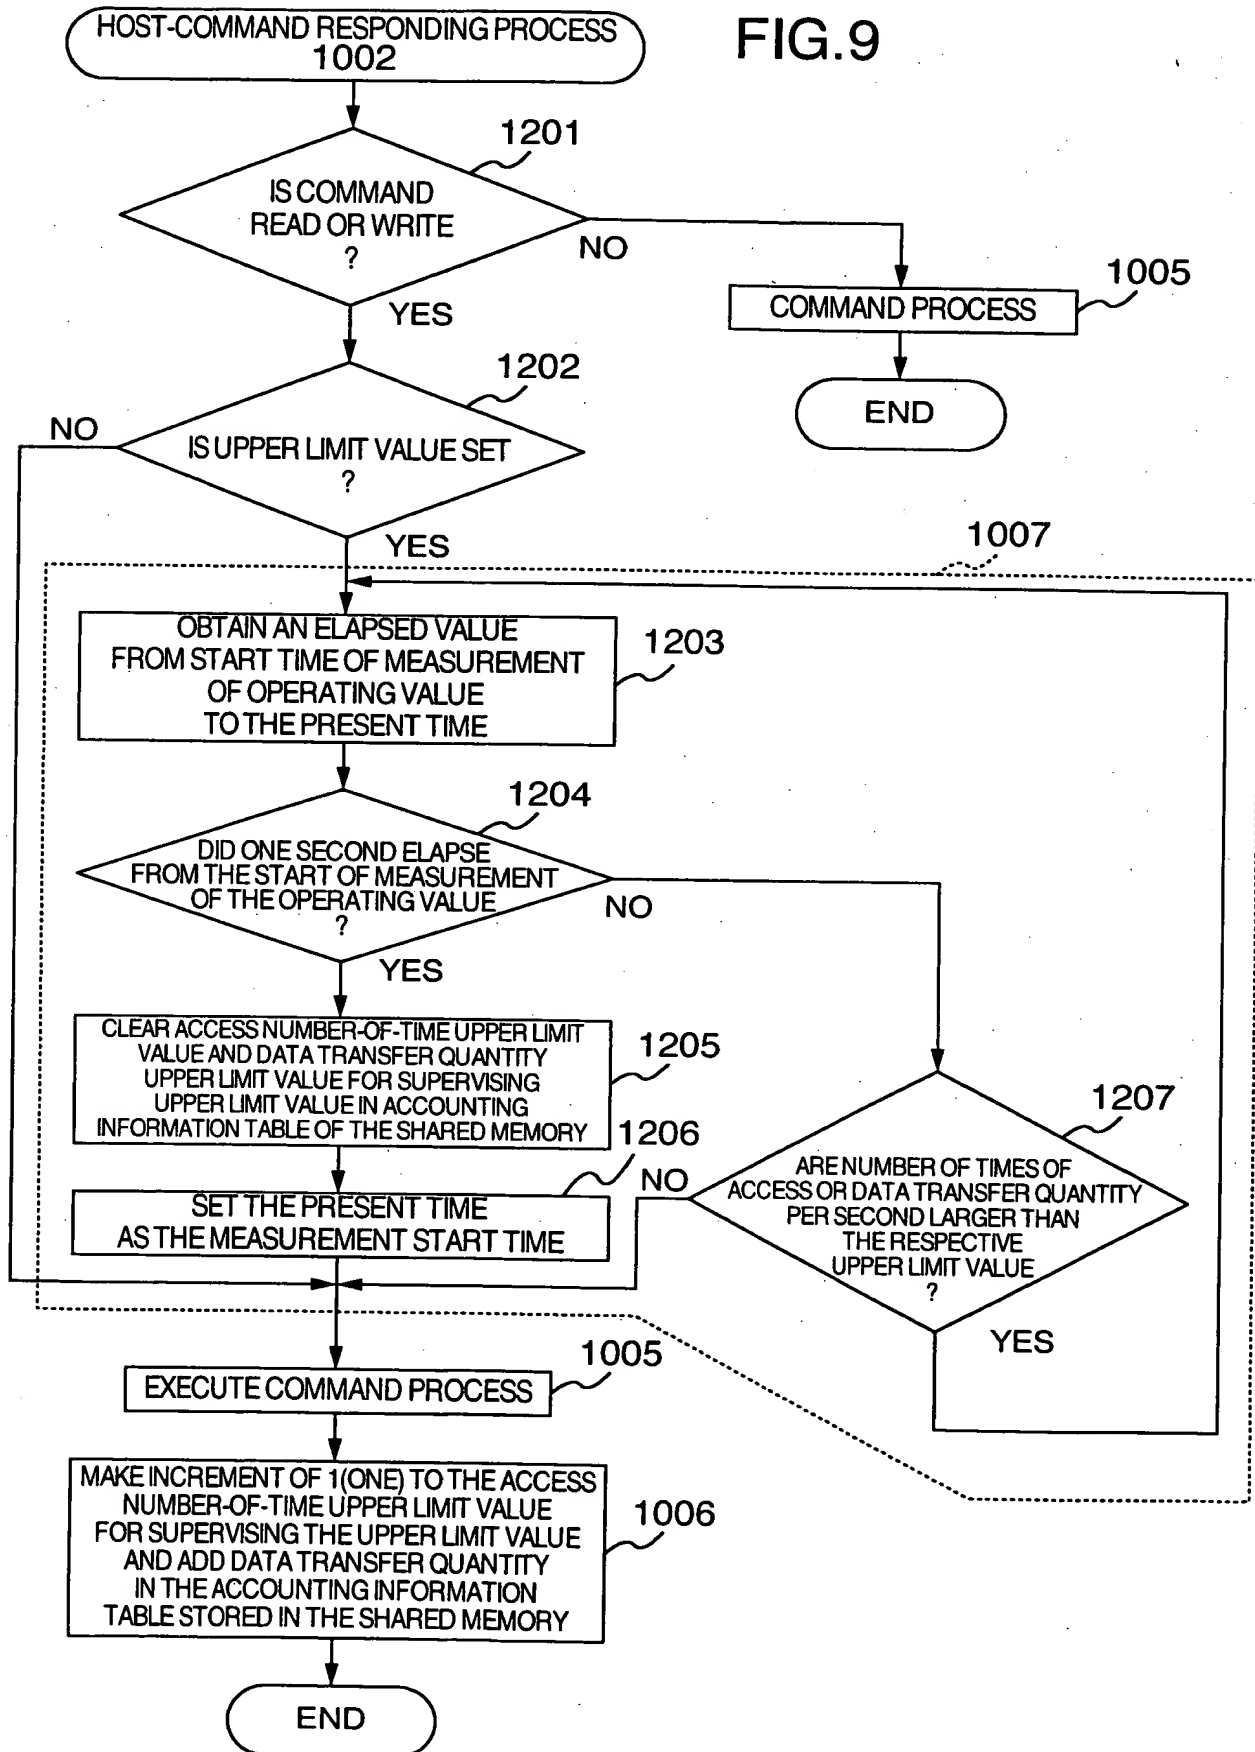 FIG.9
HOST-COMMAND RESPONDING PROCESS
1002
1201
IS COMMAND
READ OR WRITE
?
NO
YES
1005
COMMAND PROCESS
END
1202
NO
IS UPPER LIMIT VALUE SET
?
YES
1007
OBTAIN AN ELAPSED VALUE
FROM START TIME OF MEASUREMENT
OF OPERATING VALUE
TO THE PRESENT TIME
1203
1204
DID ONE SECOND ELAPSE
FROM THE START OF MEASUREMENT
OF THE OPERATING VALUE
?
NO
YES
CLEAR ACCESS NUMBER-OF-TIME UPPER LIMIT
VALUE AND DATA TRANSFER QUANTITY
UPPER LIMIT VALUE FOR SUPERVISING
UPPER LIMIT VALUE IN ACCOUNTING
INFORMATION TABLE OF THE SHARED MEMORY
1205
1206
SET THE PRESENT TIME
AS THE MEASUREMENT START TIME
1207
NO
ARE NUMBER OF TIMES OF
ACCESS OR DATA TRANSFER QUANTITY
PER SECOND LARGER THAN
THE RESPECTIVE
UPPER LIMIT VALUE
?
YES
1005
EXECUTE COMMAND PROCESS
MAKE INCREMENT OF 1(ONE) TO THE ACCESS
NUMBER-OF-TIME UPPER LIMIT VALUE
FOR SUPERVISING THE UPPER LIMIT VALUE
AND ADD DATA TRANSFER QUANTITY
IN THE ACCOUNTING INFORMATION
TABLE STORED IN THE SHARED MEMORY
1006
END